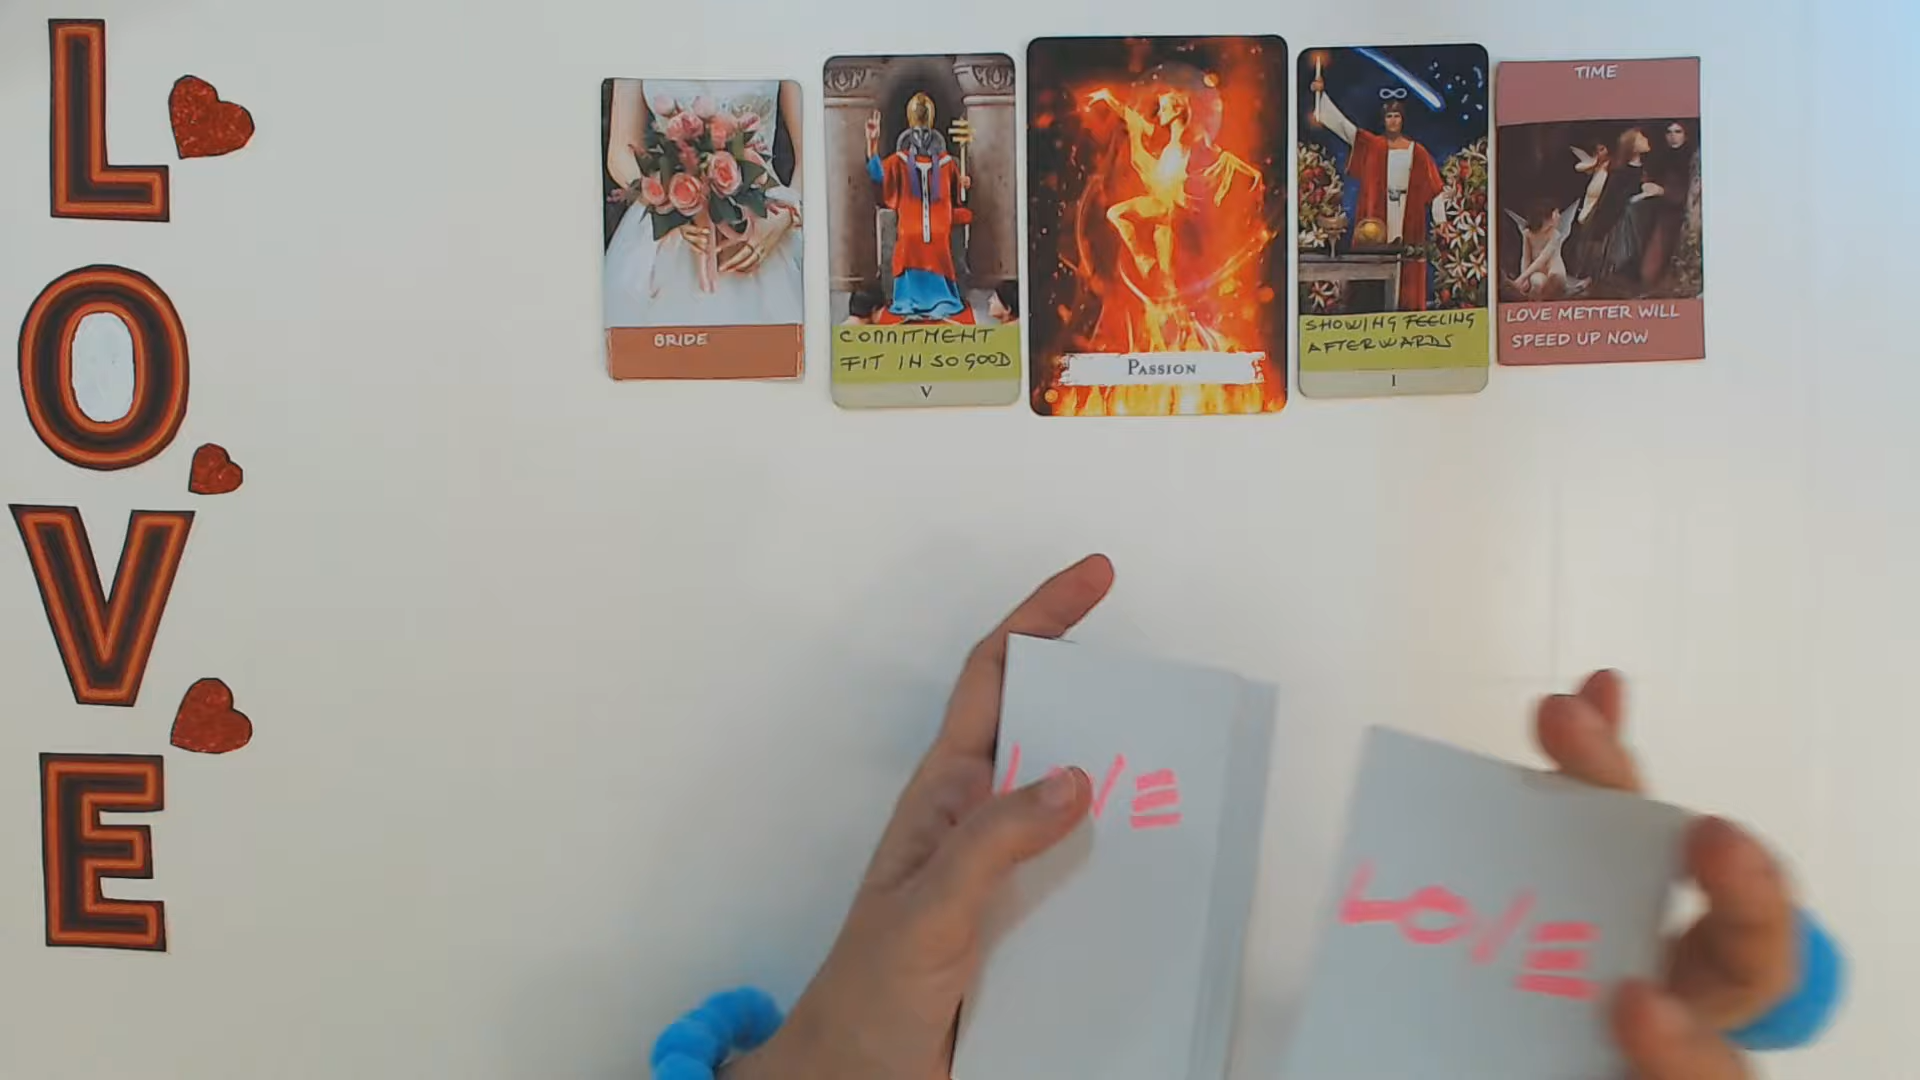 L
O
V
E
BRIDE
COMMITMENT
FIT IN SO GOOD
V
PASSION
SHOWING FEELING
AFTERWARDS
I
TIME
LOVE METTER WILL
SPEED UP NOW
LOVE
LOVE